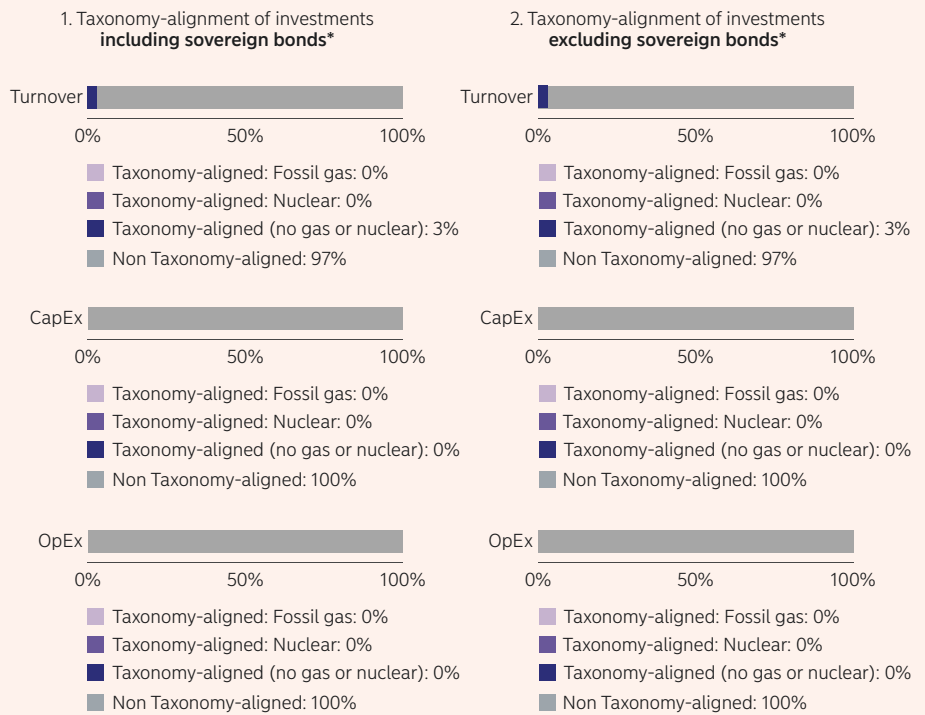 1. Taxonomy-alignment of investments
including sovereign bonds*
Turnover
0% 50% 100%
Taxonomy-aligned: Fossil gas: 0%
Taxonomy-aligned: Nuclear: 0%
Taxonomy-aligned (no gas or nuclear): 3%
Non Taxonomy-aligned: 97%
CapEx
0% 50% 100%
Taxonomy-aligned: Fossil gas: 0%
Taxonomy-aligned: Nuclear: 0%
Taxonomy-aligned (no gas or nuclear): 0%
Non Taxonomy-aligned: 100%
OpEx
0% 50% 100%
Taxonomy-aligned: Fossil gas: 0%
Taxonomy-aligned: Nuclear: 0%
Taxonomy-aligned (no gas or nuclear): 0%
Non Taxonomy-aligned: 100%
2. Taxonomy-alignment of investments
excluding sovereign bonds*
Turnover
0% 50% 100%
Taxonomy-aligned: Fossil gas: 0%
Taxonomy-aligned: Nuclear: 0%
Taxonomy-aligned (no gas or nuclear): 3%
Non Taxonomy-aligned: 97%
CapEx
0% 50% 100%
Taxonomy-aligned: Fossil gas: 0%
Taxonomy-aligned: Nuclear: 0%
Taxonomy-aligned (no gas or nuclear): 0%
Non Taxonomy-aligned: 100%
OpEx
0% 50% 100%
Taxonomy-aligned: Fossil gas: 0%
Taxonomy-aligned: Nuclear: 0%
Taxonomy-aligned (no gas or nuclear): 0%
Non Taxonomy-aligned: 100%